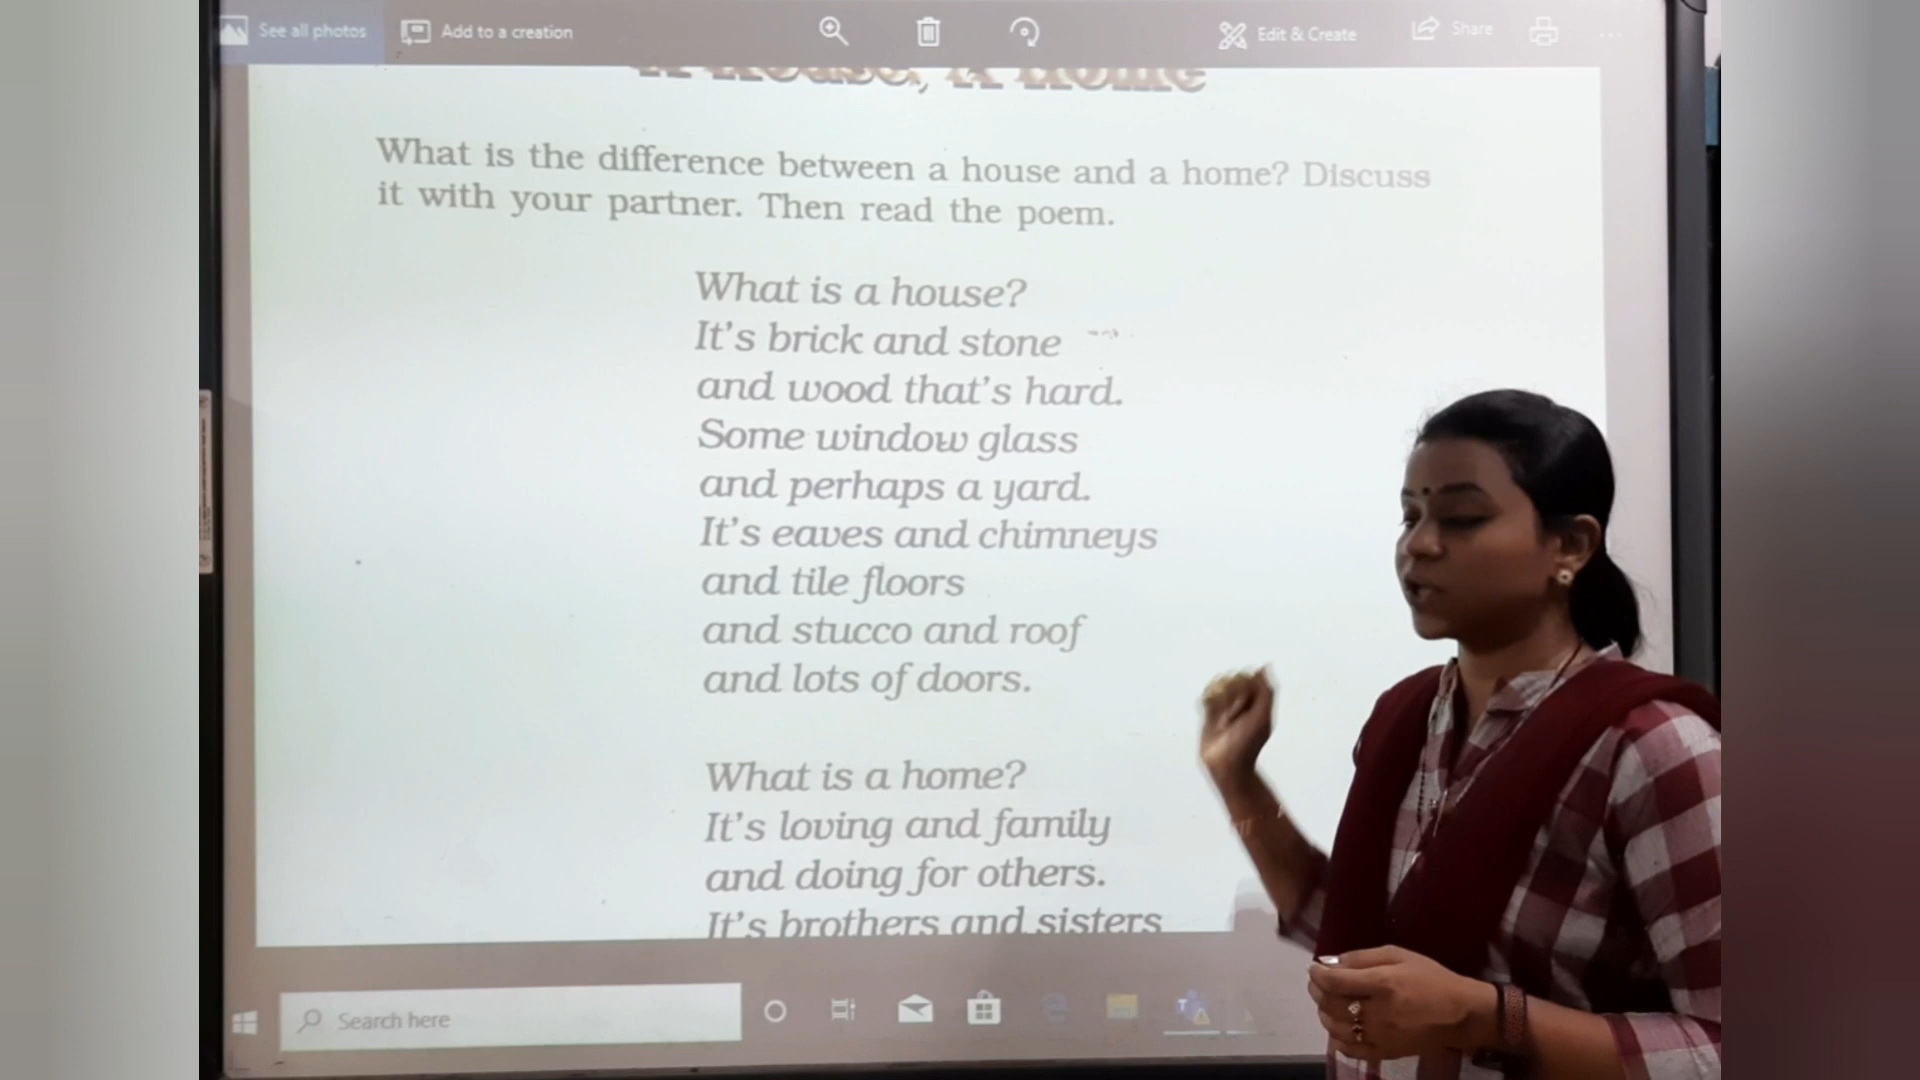 See all photos
Add to a creation
Edit & Create
Share
A House, A Home
What is the difference between a house and a home? Discuss
it with your partner. Then read the poem.
What is a house?
It's brick and stone
and wood that's hard.
Some window glass
and perhaps a yard.
It's eaves and chimneys
and tile floors
and stucco and roof
and lots of doors.
What is a home?
It's loving and family
and doing for others.
It's brothers and sisters
Search here